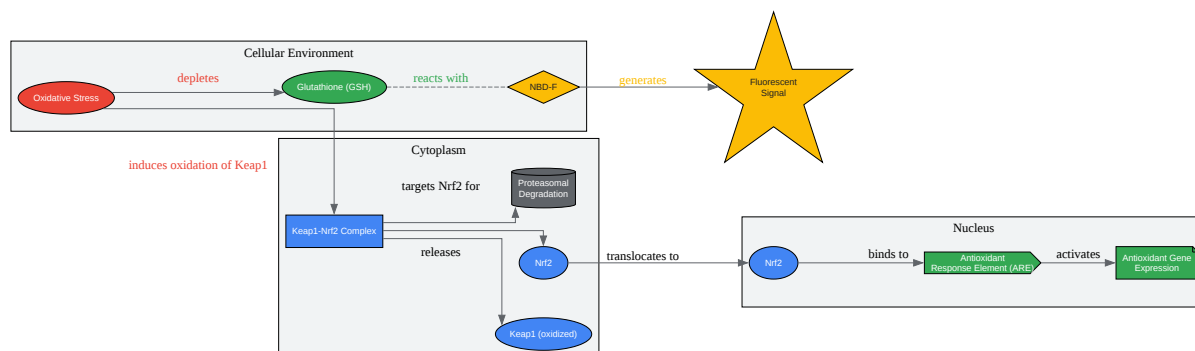 Cellular Environment
depletes
reacts with
generates
Oxidative Stress
Glutathione (GSH)
NBD-F
Fluorescent
Signal
induces oxidation of Keap1
Cytoplasm
targets Nrf2 for
Proteasomal
Degradation
Keap1-Nrf2 Complex
releases
Nrf2
translocates to
Keap1 (oxidized)
Nucleus
Nrf2
binds to
Antioxidant
Response Element (ARE)
activates
Antioxidant Gene
Expression